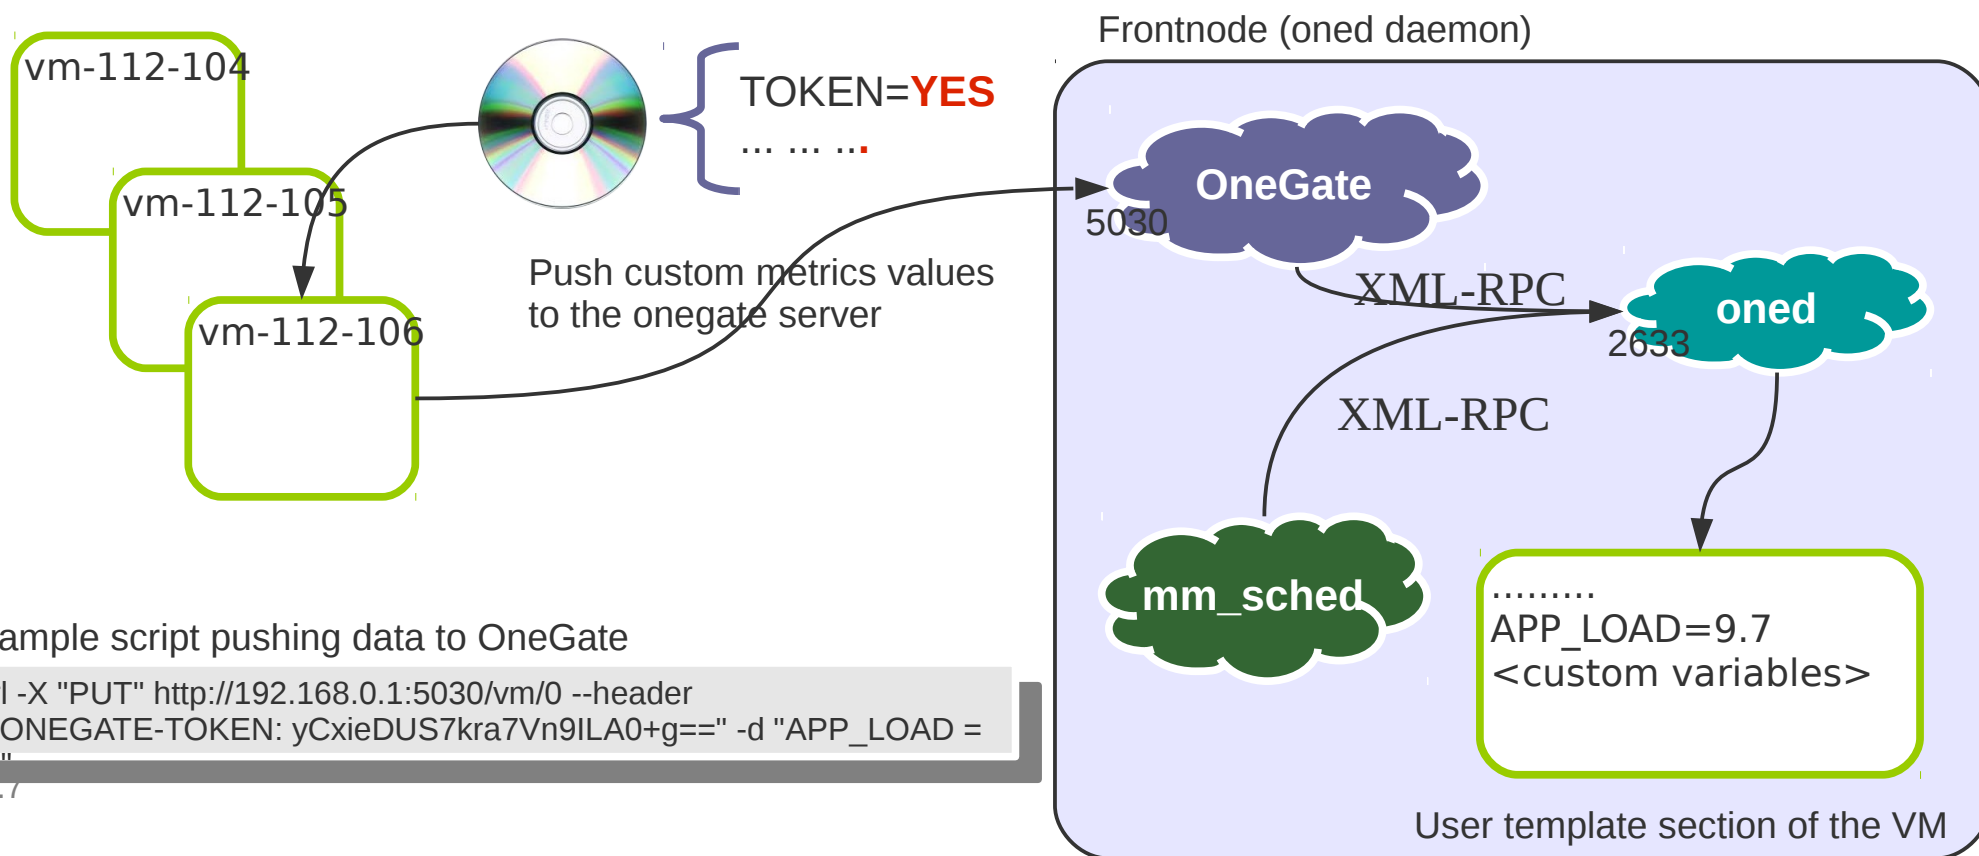 Frontnode (oned daemon)
vm-112-104
TOKEN=YES
... ... ...
OneGate
vm-112-105
5030
Push custom metrics values
to the onegate server
XML-RPC
oned
vm-112-106
2633
XML-RPC
mm_sched
.........
APP_LOAD=9.7
<custom variables>
ample script pushing data to OneGate
l -X "PUT" http://192.168.0.1:5030/vm/0 --header
ONEGATE-TOKEN: yCxieDUS7kra7Vn9ILA0+g==" -d "APP_LOAD =
"
.7
User template section of the VM